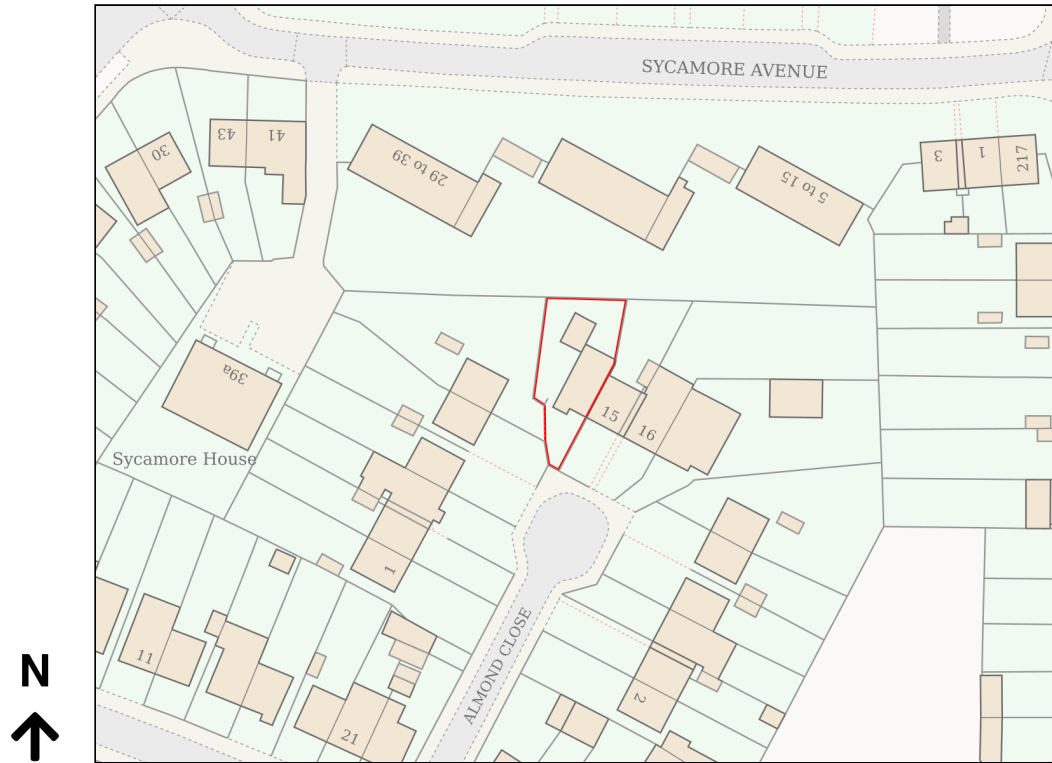 SYCAMORE AVENUE
43
41
30
29 to 39
5 to 15
3
1
217
39a
Sycamore House
15
16
1
ALMOND CLOSE
11
21
2
N